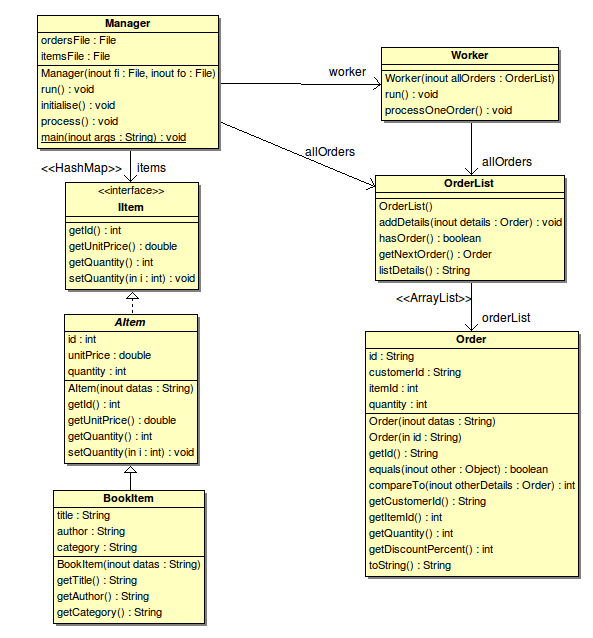 Manager
ordersFile : File
itemsFile : File
Manager(inout fi : File, inout fo : File)
run() : void
initialise() : void
process() : void
main(inout args : String) : void
worker
Worker
Worker(inout allOrders : OrderList)
run() : void
processOneOrder() : void
allOrders
allOrders
<<HashMap>>
items
<<interface>>
IItem
getId() : int
getUnitPrice() : double
getQuantity() : int
setQuantity(in i : int) : void
OrderList
OrderList()
addDetails(inout details : Order) : void
hasOrder() : boolean
getNextOrder() : Order
listDetails() : String
<<ArrayList>>
orderList
AItem
id : int
unitPrice : double
quantity : int
AItem(inout datas : String)
getId() : int
getUnitPrice() : double
getQuantity() : int
setQuantity(in i : int) : void
Order
id : String
customerId : String
itemId : int
quantity : int
Order(inout datas : String)
Order(in id : String)
getId() : String
equals(inout other : Object) : boolean
compareTo(inout otherDetails : Order) : int
getCustomerId() : String
getItemId() : int
getQuantity() : int
getDiscountPercent() : int
toString() : String
BookItem
title : String
author : String
category : String
BookItem(inout datas : String)
getTitle() : String
getAuthor() : String
getCategory() : String